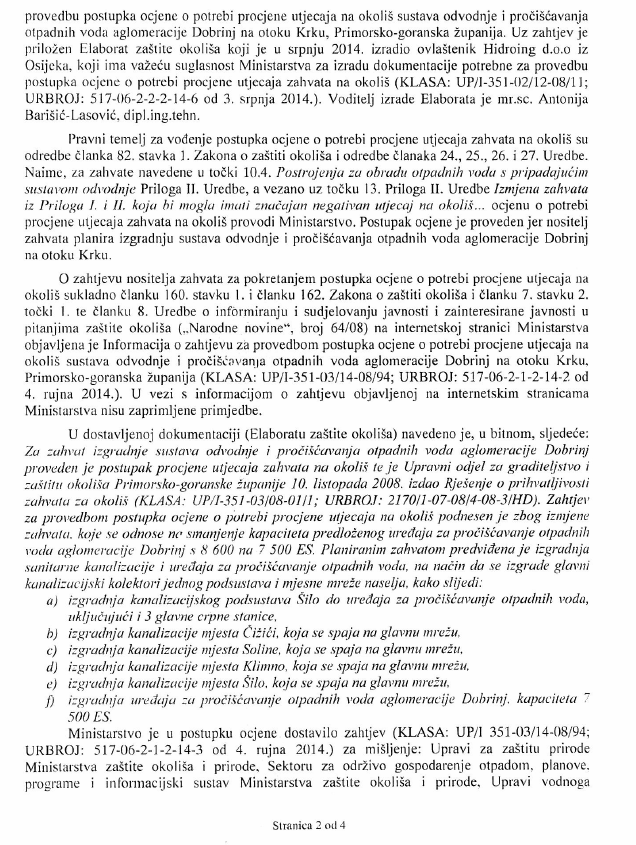 provedbu postupka ocjene o potrebi procjene utjecaja na okoliš sustava odvodnje i pročišćavanja
otpadnih voda aglomeracije Dobrinj na otoku Krku, Primorsko-goranska županija. Uz zahtjev je
priložen Elaborat zaštite okoliša koji je u srpnju 2014. izradio ovlaštenik Hidroing d.o.o iz
Osijeka, koji ima važeću suglasnost Ministarstva za izradu dokumentacije potrebne za provedbu
postupka ocjene o potrebi procjene utjecaja zahvata na okoliš (KLASA: UP/I-351-02/12-08/11;
URBROJ: 517-06-2-2-2-14-6 od 3. srpnja 2014.). Voditelj izrade Elaborata je mr.sc. Antonija
Barišić-Lasović, dipl.ing.tehn.
Pravni temelj za vođenje postupka ocjene o potrebi procjene utjecaja zahvata na okoliš su
odredbe članka 82. stavka 1. Zakona o zaštiti okoliša i odredbe članaka 24., 25., 26. i 27. Uredbe.
Naime, za zahvate navedene u točki 10.4. Postrojenja za obradu otpadnih voda s pripadajućim
sustavom odvodnje Priloga II. Uredbe, a vezano uz točku 13. Priloga II. Uredbe Izmjena zahvata
iz Priloga I. i II. koja bi mogla imati značajan negativan utjecaj na okoliš... ocjenu o potrebi
procjene utjecaja zahvata na okoliš provodi Ministarstvo. Postupak ocjene je proveden jer nositelj
zahvata planira izgradnju sustava odvodnje i pročišćavanja otpadnih voda aglomeracije Dobrinj
na otoku Krku.
O zahtjevu nositelja zahvata za pokretanjem postupka ocjene o potrebi procjene utjecaja na
okoliš sukladno članku 160. stavku 1. i članku 162. Zakona o zaštiti okoliša i članku 7. stavku 2.
točki 1. te članku 8. Uredbe o informiranju i sudjelovanju javnosti i zainteresirane javnosti u
pitanjima zaštite okoliša („Narodne novine“, broj 64/08) na internetskoj stranici Ministarstva
objavljena je Informacija o zahtjevu za provedbom postupka ocjene o potrebi procjene utjecaja na
okoliš sustava odvodnje i pročišćavanja otpadnih voda aglomeracije Dobrinj na otoku Krku,
Primorsko-goranska županija (KLASA: UP/I-351-03/14-08/94; URBROJ: 517-06-2-1-2-14-2 od
4. rujna 2014.). U vezi s informacijom o zahtjevu objavljenoj na internetskim stranicama
Ministarstva nisu zaprimljene primjedbe.
U dostavljenoj dokumentaciji (Elaboratu zaštite okoliša) navedeno je, u bitnom, sljedeće:
Za zahvat izgradnje sustava odvodnje i pročišćavanja otpadnih voda aglomeracije Dobrinj
proveden je postupak procjene utjecaja zahvata na okoliš te je Upravni odjel za graditeljstvo i
zaštitu okoliša Primorsko-goranske županije 10. listopada 2008. izdao Rješenje o prihvatljivosti
zahvata za okoliš (KLASA: UP/I-351-03/08-01/1; URBROJ: 2170/1-07-08/4-08-3/HD). Zahtjev
za provedbom postupka ocjene o potrebi procjene utjecaja na okoliš podnesen je zbog izmjene
zahvata, koje se odnose na smanjenje kapaciteta predloženog uređaja za pročišćavanje otpadnih
voda aglomeracije Dobrinj s 8 600 na 7 500 ES. Planiranim zahvatom predviđena je izgradnja
sanitarne kanalizacije i uređaja za pročišćavanje otpadnih voda, na način da se izgrade glavni
kanalizacijski kolektori jednog podsustava i mjesne mreže naselja, kako slijedi:
a) izgradnja kanalizacijskog podsustava Šilo do uređaja za pročišćavanje otpadnih voda,
uključujući i 3 glavne crpne stanice,
b) izgradnja kanalizacije mjesta Čižići, koja se spaja na glavnu mrežu,
c) izgradnja kanalizacije mjesta Soline, koja se spaja na glavnu mrežu,
d) izgradnja kanalizacije mjesta Klimno, koja se spaja na glavnu mrežu,
e) izgradnja kanalizacije mjesta Šilo, koja se spaja na glavnu mrežu,
f) izgradnja uređaja za pročišćavanje otpadnih voda aglomeracije Dobrinj, kapaciteta 7
500 ES.
Ministarstvo je u postupku ocjene dostavilo zahtjev (KLASA: UP/I 351-03/14-08/94;
URBROJ: 517-06-2-1-2-14-3 od 4. rujna 2014.) za mišljenje: Upravi za zaštitu prirode
Ministarstva zaštite okoliša i prirode, Sektoru za održivo gospodarenje otpadom, planove,
programe i informacijski sustav Ministarstva zaštite okoliša i prirode, Upravi vodnoga
Stranica 2 od 4